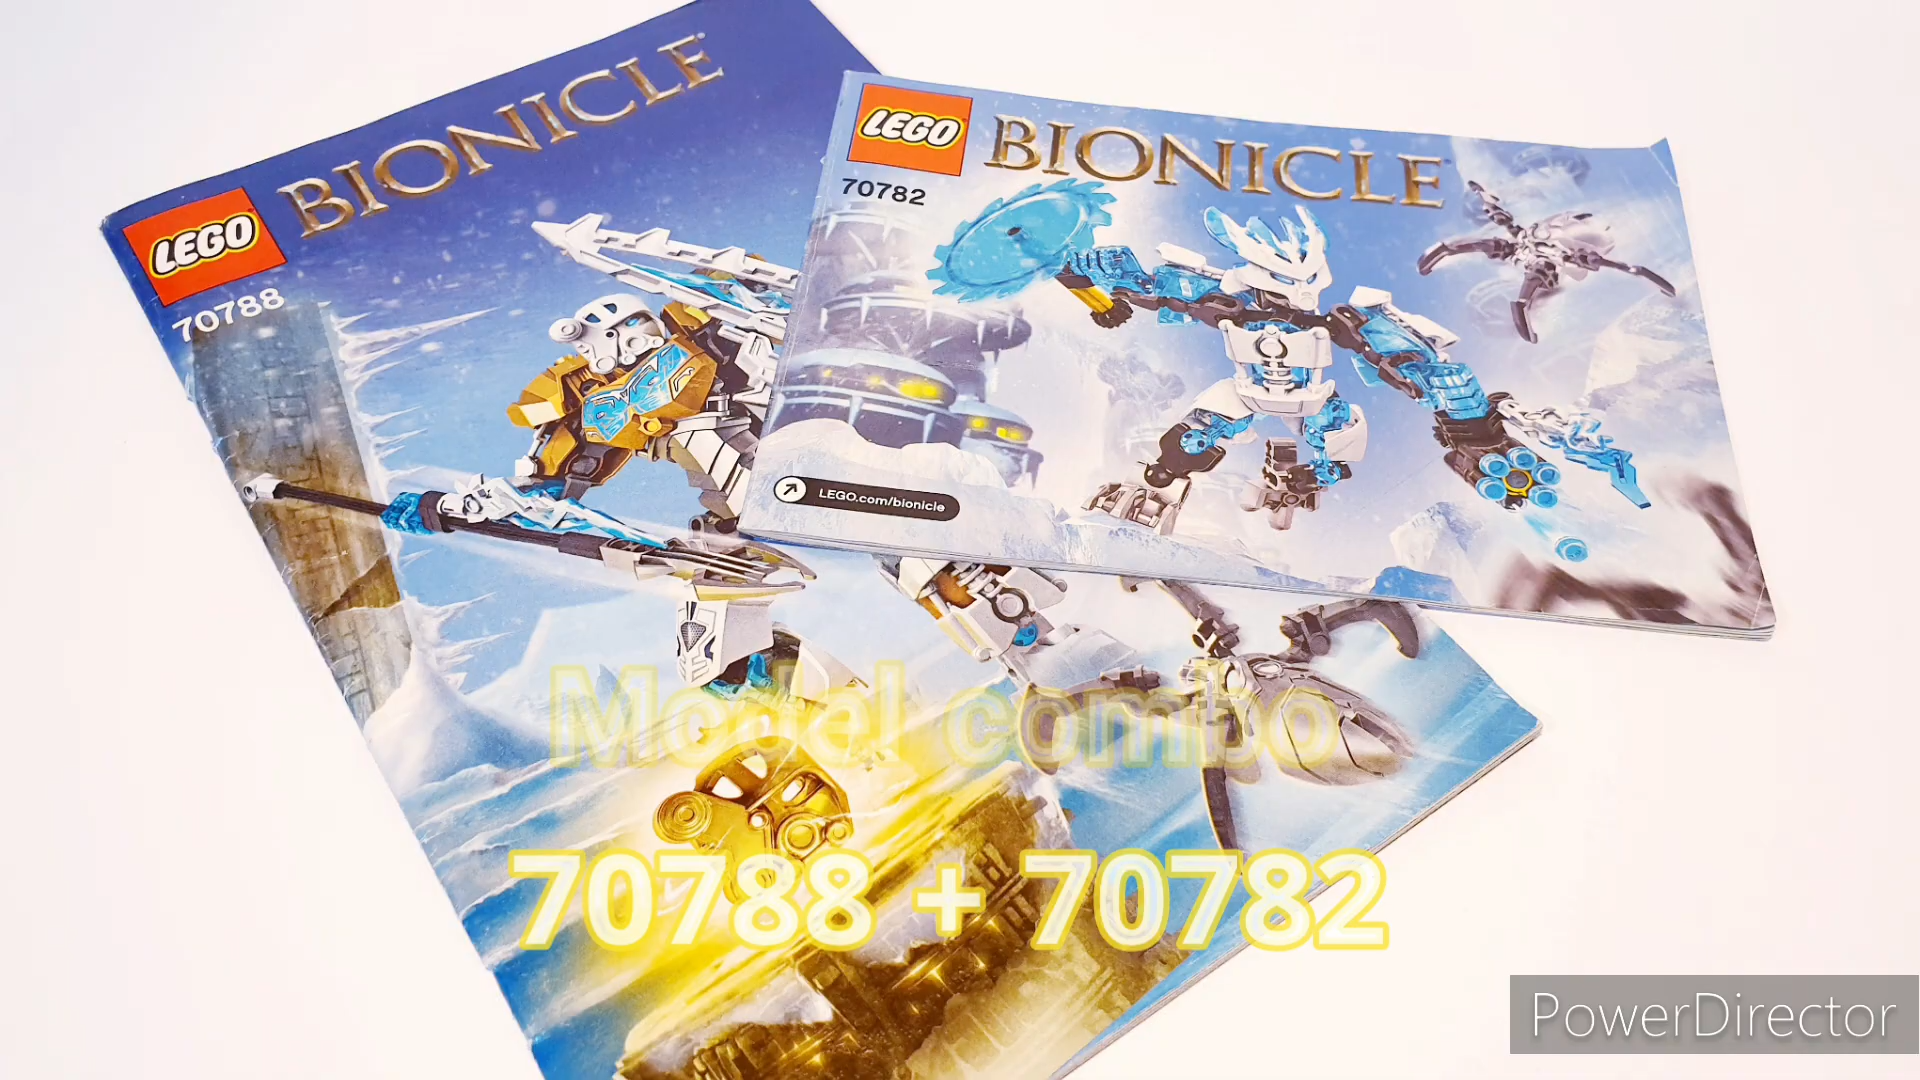 LEGO
BIONICLE
70788
LEGO
BIONICLE
70782
LEGO.com/bionicle
Model combo
70788 + 70782
PowerDirector